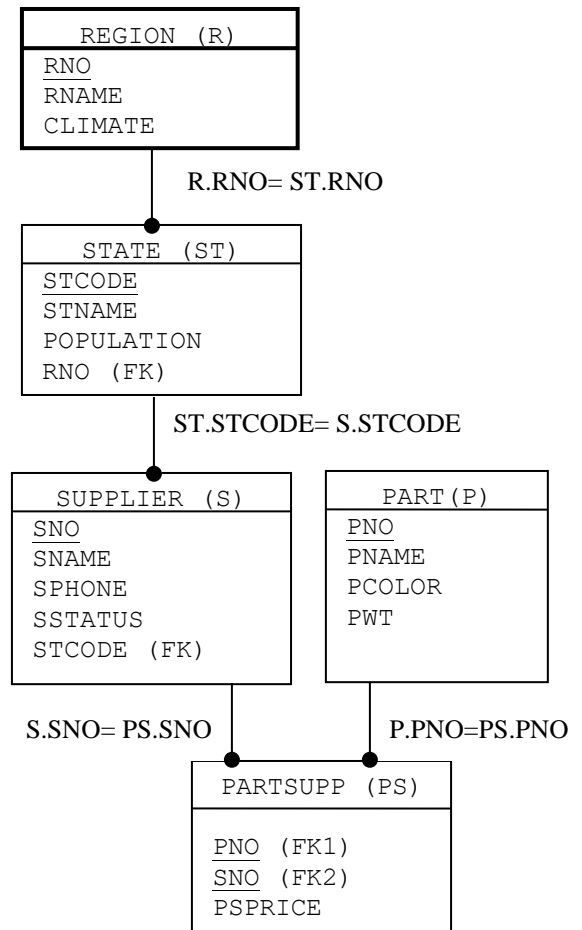 REGION (R)
RNO
RNAME
CLIMATE
R.RNO= ST.RNO
STATE (ST)
STCODE
STNAME
POPULATION
RNO (FK)
ST.STCODE= S.STCODE
SUPPLIER (S)
SNO
SNAME
SPHONE
SSTATUS
STCODE (FK)
PART(P)
PNO
PNAME
PCOLOR
PWT
S.SNO= PS.SNO
P.PNO=PS.PNO
PARTSUPP (PS)
PNO (FK1)
SNO (FK2)
PSPRICE